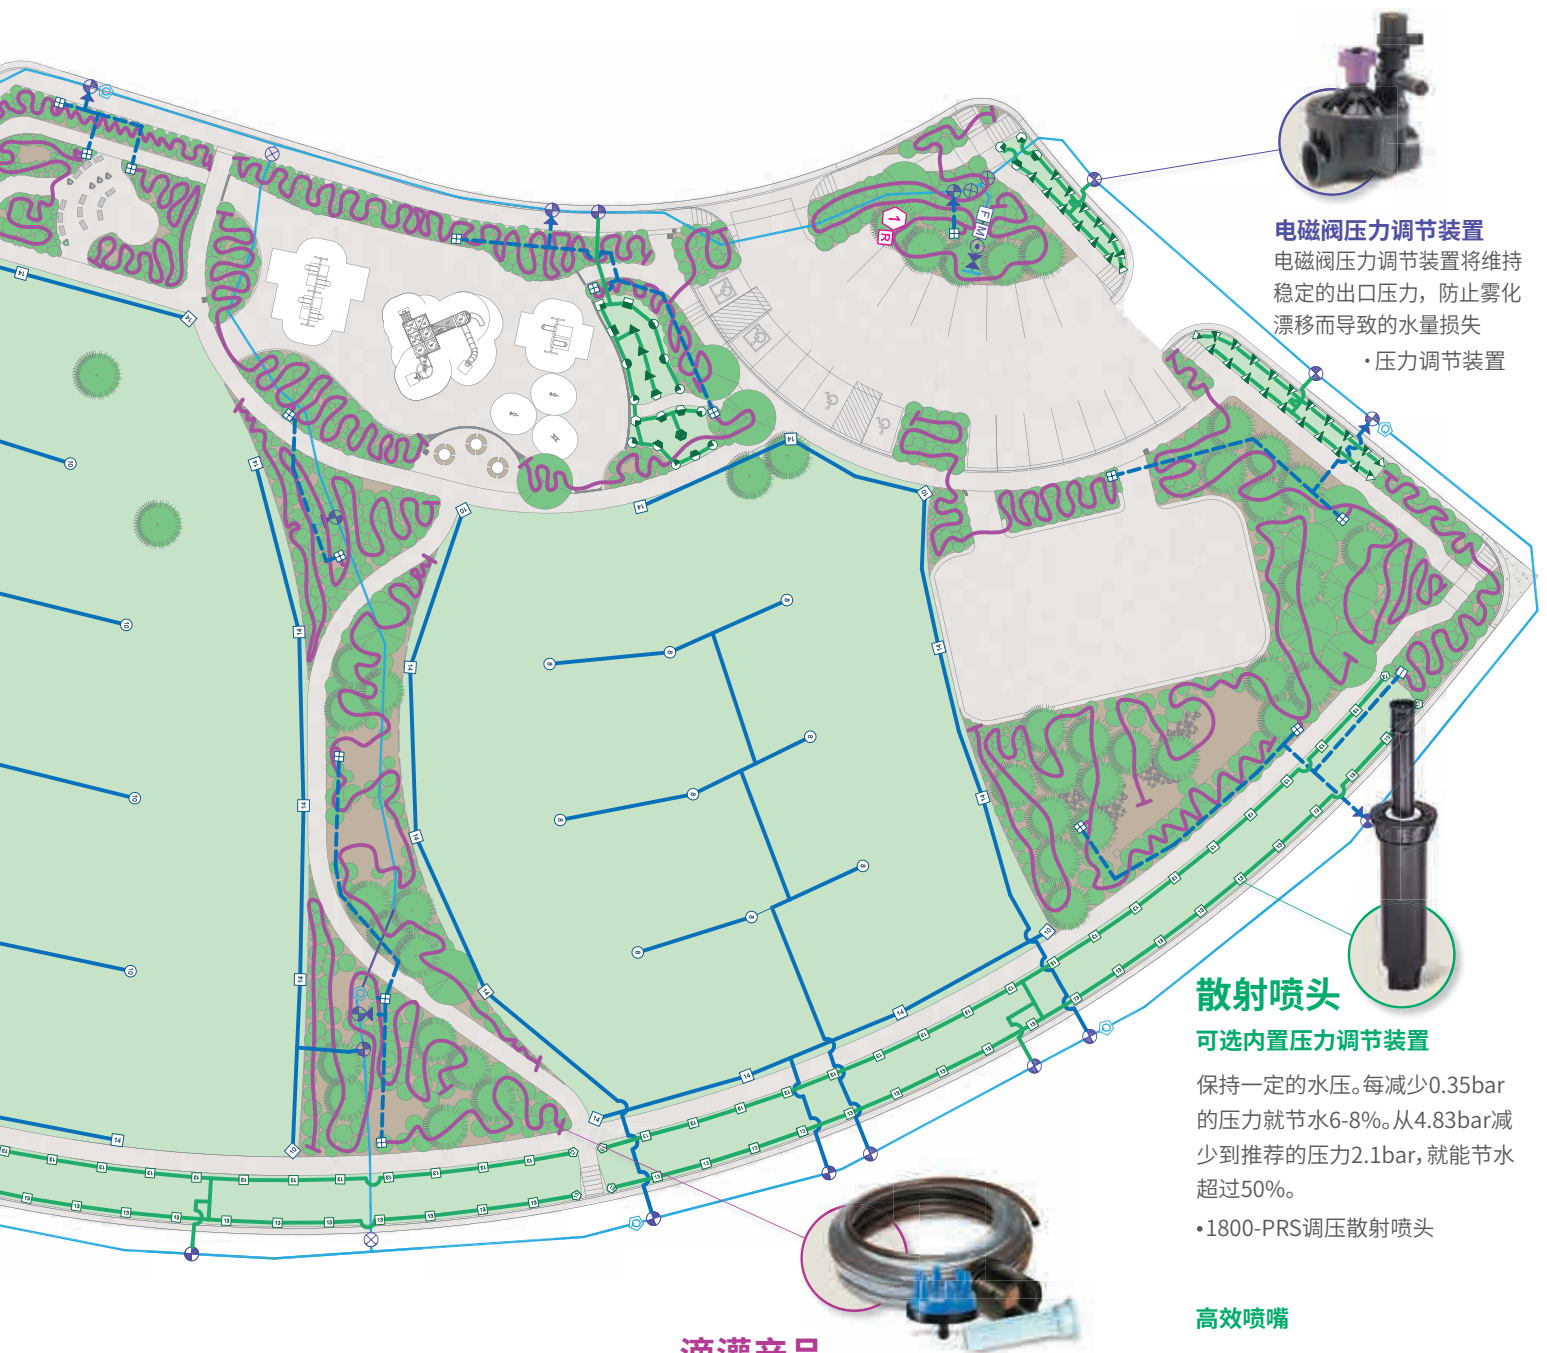 电磁阀压力调节装置
电磁阀压力调节装置将维持
稳定的出口压力，防止雾化
漂移而导致的水量损失
•压力调节装置
1
R
F
M
散射喷头
可选内置压力调节装置
保持一定的水压。每减少0.35bar
的压力就节水6-8%。从4.83bar减
少到推荐的压力2.1bar，就能节水
超过50%。
•1800-PRS调压散射喷头
高效喷嘴
滴灌产品